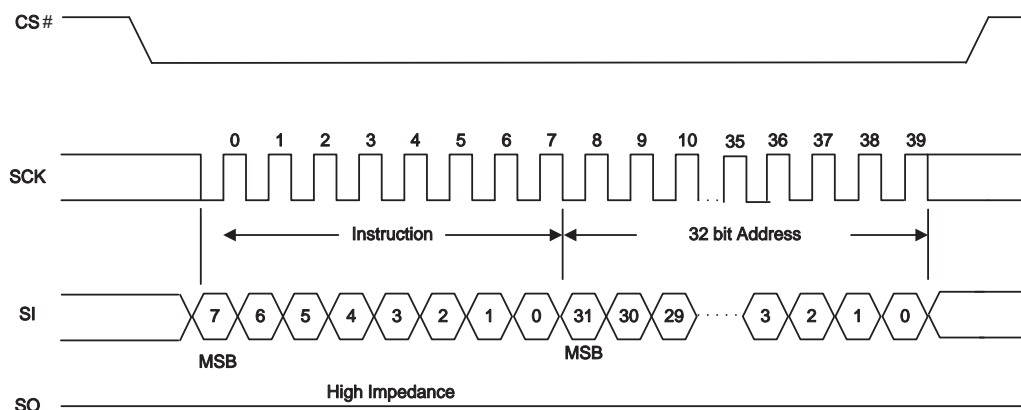 CS#
0 1 2 3 4 5 6 7 8 9 10 35 36 37 38 39
SCK
Instruction 32 bit Address
SI 7 6 5 4 3 2 1 0 31 30 29 3 2 1 0
MSB MSB
High Impedance
SO